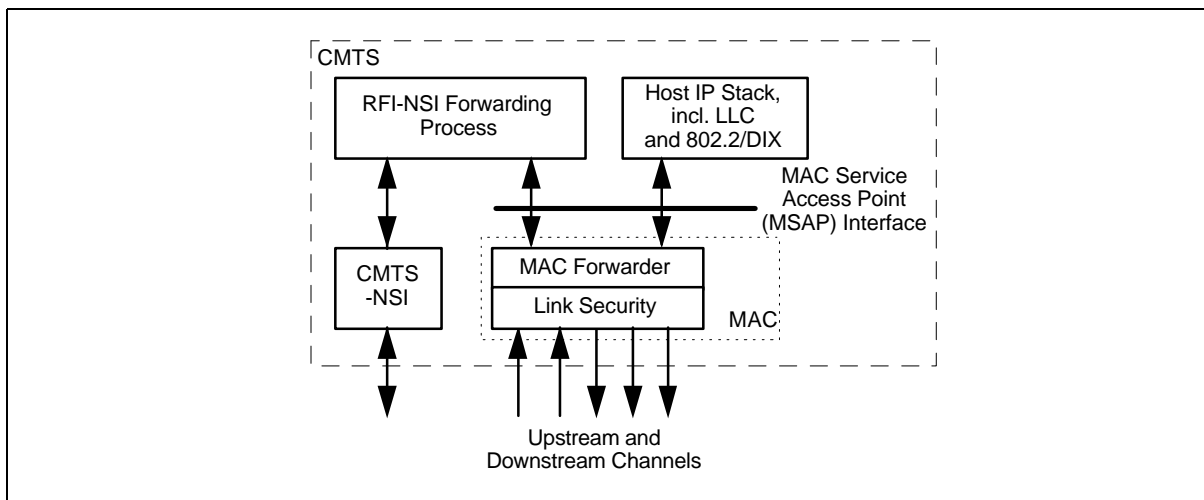 CMTS
RFI-NSI Forwarding
Process
Host IP Stack,
incl. LLC
and 802.2/DIX
MAC Service
Access Point
(MSAP) Interface
CMTS
-NSI
MAC Forwarder
Link Security
MAC
Upstream and
Downstream Channels